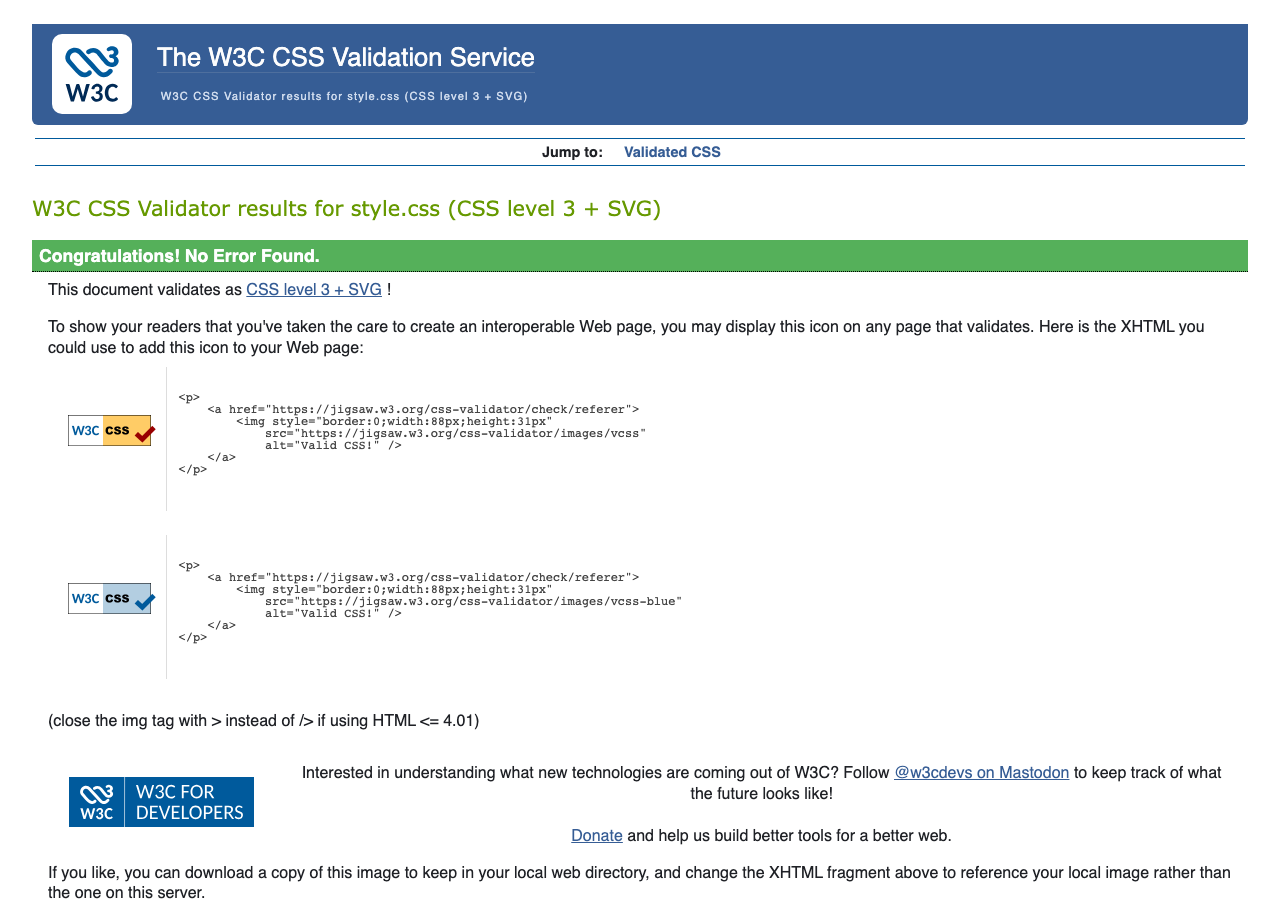 W3C
The W3C CSS Validation Service
W3C CSS Validator results for style.css (CSS level 3 + SVG)
Jump to: Validated CSS
W3C CSS Validator results for style.css (CSS level 3 + SVG)
Congratulations! No Error Found.
This document validates as CSS level 3 + SVG !
To show your readers that you've taken the care to create an interoperable Web page, you may display this icon on any page that validates. Here is the XHTML you
could use to add this icon to your Web page:
W3C css
<p>
    <a href="https://jigsaw.w3.org/css-validator/check/referer">
        <img style="border:0;width:88px;height:31px"
            src="https://jigsaw.w3.org/css-validator/images/vcss"
            alt="Valid CSS!" />
    </a>
</p>
W3C css
<p>
    <a href="https://jigsaw.w3.org/css-validator/check/referer">
        <img style="border:0;width:88px;height:31px"
            src="https://jigsaw.w3.org/css-validator/images/vcss-blue"
            alt="Valid CSS!" />
    </a>
</p>
(close the img tag with > instead of /> if using HTML <= 4.01)
W3C
W3C FOR
DEVELOPERS
Interested in understanding what new technologies are coming out of W3C? Follow @w3cdevs on Mastodon to keep track of what
the future looks like!
Donate and help us build better tools for a better web.
If you like, you can download a copy of this image to keep in your local web directory, and change the XHTML fragment above to reference your local image rather than
the one on this server.